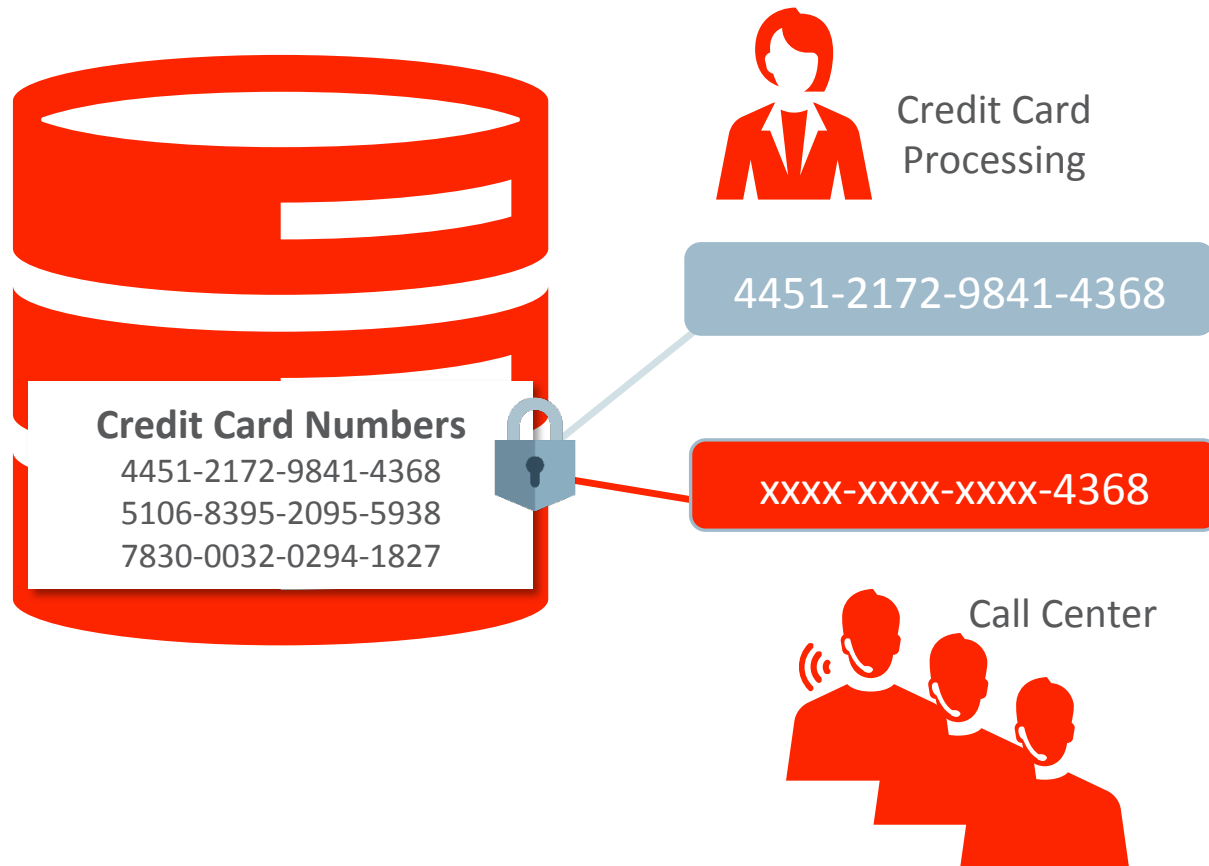 Credit Card
Processing
4451-2172-9841-4368
Credit Card Numbers
4451-2172-9841-4368
5106-8395-2095-5938
7830-0032-0294-1827
xxxx-xxxx-xxxx-4368
Call Center